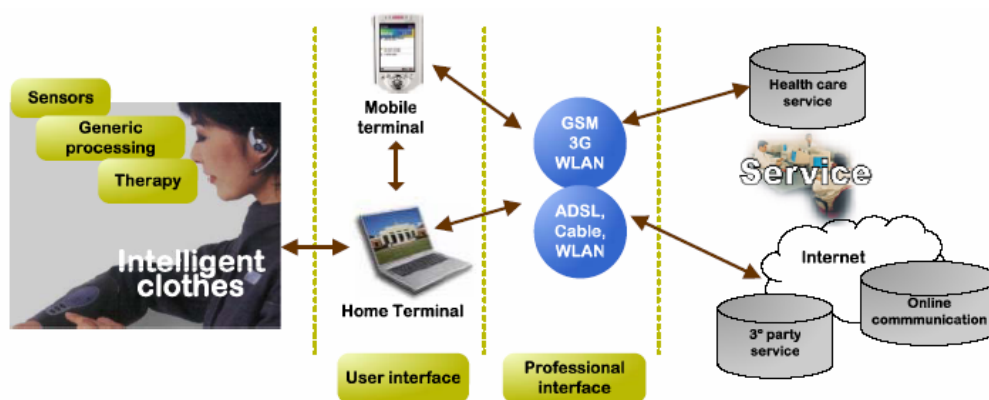 Sensors
Generic
processing
Therapy
Intelligent
clothes
Mobile
terminal
Home Terminal
User interface
GSM
3G
WLAN
ADSL,
Cable,
WLAN
Professional
interface
Health care
service
Service
Internet
Online
commmunication
3º party
service